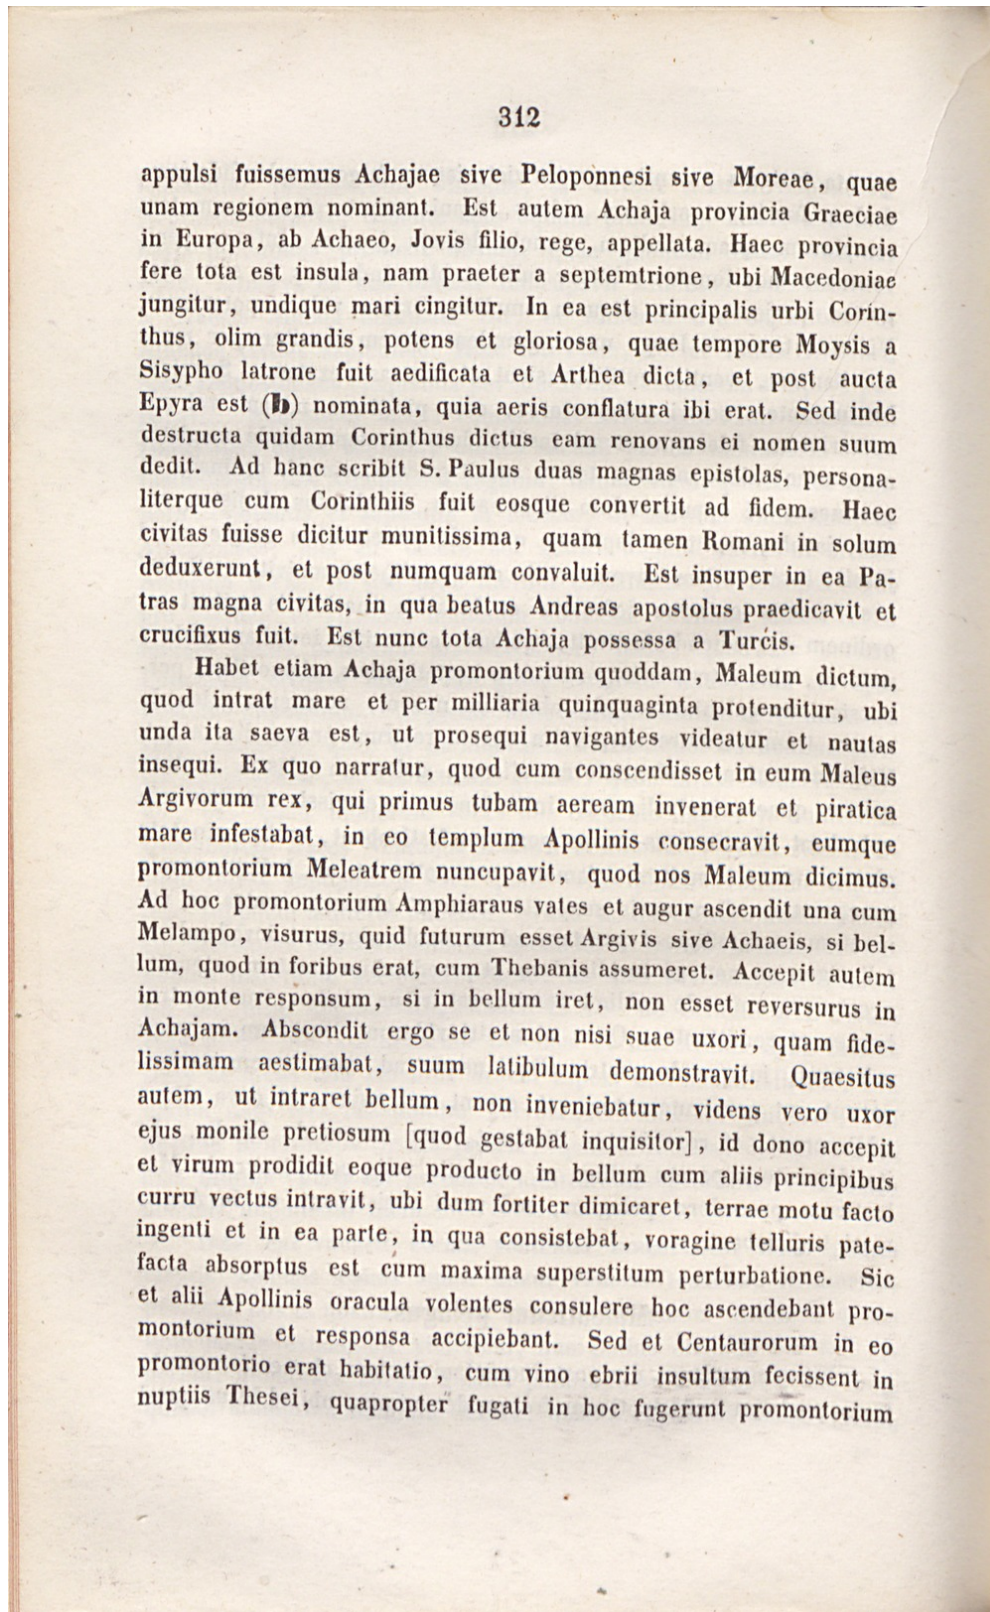 312
appulsi fuissemus Achajae sive Peloponnesi sive Moreae, quae
unam regionem nominant. Est autem Achaja provincia Graeciae
in Europa, ab Achaeo, Jovis filio, rege, appellata. Haec provincia
fere tota est insula, nam praeter a septemtrione, ubi Macedoniae
jungitur, undique mari cingitur. In ea est principalis urbi Corin-
thus, olim grandis, potens et gloriosa, quae tempore Moysis a
Sisypho latrone fuit aedificata et Arthea dicta, et post aucta
Epyra est (b) nominata, quia aeris conflatura ibi erat. Sed inde
destructa quidam Corinthus dictus eam renovans ei nomen suum
dedit. Ad hanc scribit S. Paulus duas magnas epistolas, persona-
literque cum Corinthiis fuit eosque convertit ad fidem. Haec
civitas fuisse dicitur munitissima, quam tamen Romani in solum
deduxerunt, et post numquam convaluit. Est insuper in ea Pa-
tras magna civitas, in qua beatus Andreas apostolus praedicavit et
crucifixus fuit. Est nunc tota Achaja possessa a Turcis.
Habet etiam Achaja promontorium quoddam, Maleum dictum,
quod intrat mare et per milliaria quinquaginta protenditur, ubi
unda ita saeva est, ut prosequi navigantes videatur et nautas
insequi. Ex quo narratur, quod cum conscendisset in eum Maleus
Argivorum rex, qui primus tubam aeream invenerat et piratica
mare infestabat, in eo templum Apollinis consecravit, eumque
promontorium Meleatrem nuncupavit, quod nos Maleum dicimus.
Ad hoc promontorium Amphiaraus vates et augur ascendit una cum
Melampo, visurus, quid futurum esset Argivis sive Achaeis, si bel-
lum, quod in foribus erat, cum Thebanis assumeret. Accepit autem
in monte responsum, si in bellum iret, non esset reversurus in
Achajam. Abscondit ergo se et non nisi suae uxori, quam fide-
lissimam aestimabat, suum latibulum demonstravit. Quaesitus
autem, ut intraret bellum, non inveniebatur, videns vero uxor
ejus monile pretiosum [quod gestabat inquisitor], id dono accepit
et virum prodidit eoque producto in bellum cum aliis principibus
curru vectus intravit, ubi dum fortiter dimicaret, terrae motu facto
ingenti et in ea parte, in qua consistebat, voragine telluris pate-
facta absorptus est cum maxima superstitum perturbatione. Sic
et alii Apollinis oracula volentes consulere hoc ascendebant pro-
montorium et responsa accipiebant. Sed et Centaurorum in eo
promontorio erat habitatio, cum vino ebrii insultum fecissent in
nuptiis Thesei, quapropter fugati in hoc fugerunt promontorium